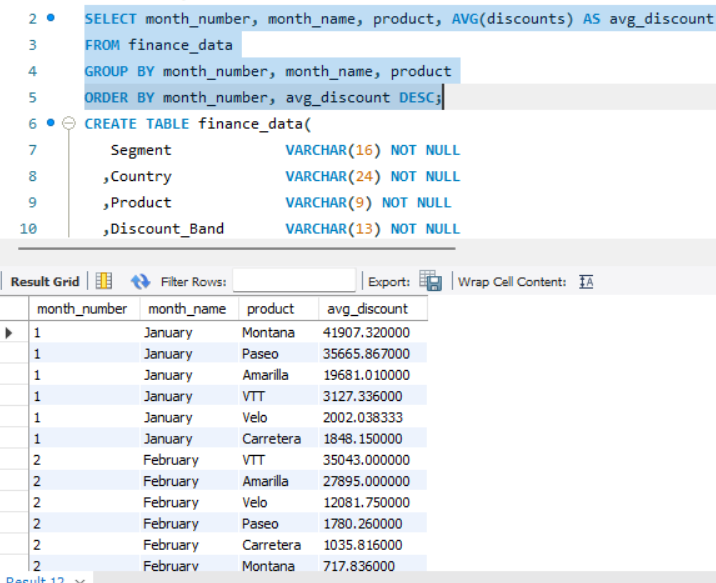 2 SELECT month_number, month_name, product, AVG(discounts) AS avg_discount
3 FROM finance_data
4 GROUP BY month_number, month_name, product
5 ORDER BY month_number, avg_discount DESC;
6 CREATE TABLE finance_data(
7 Segment VARCHAR(16) NOT NULL
8 ,Country VARCHAR(24) NOT NULL
9 ,Product VARCHAR(9) NOT NULL
10 ,Discount_Band VARCHAR(13) NOT NULL
Result Grid Filter Rows: Export: Wrap Cell Content: IA
month_number month_name product avg_discount
1 January Montana 41907.320000
1 January Paseo 35665.867000
1 January Amarilla 19681.010000
1 January VTT 3127.336000
1 January Velo 2002.038333
1 January Carretera 1848.150000
2 February VTT 35043.000000
2 February Amarilla 27895.000000
2 February Velo 12081.750000
2 February Paseo 1780.260000
2 February Carretera 1035.816000
2 February Montana 717.836000
Result 12